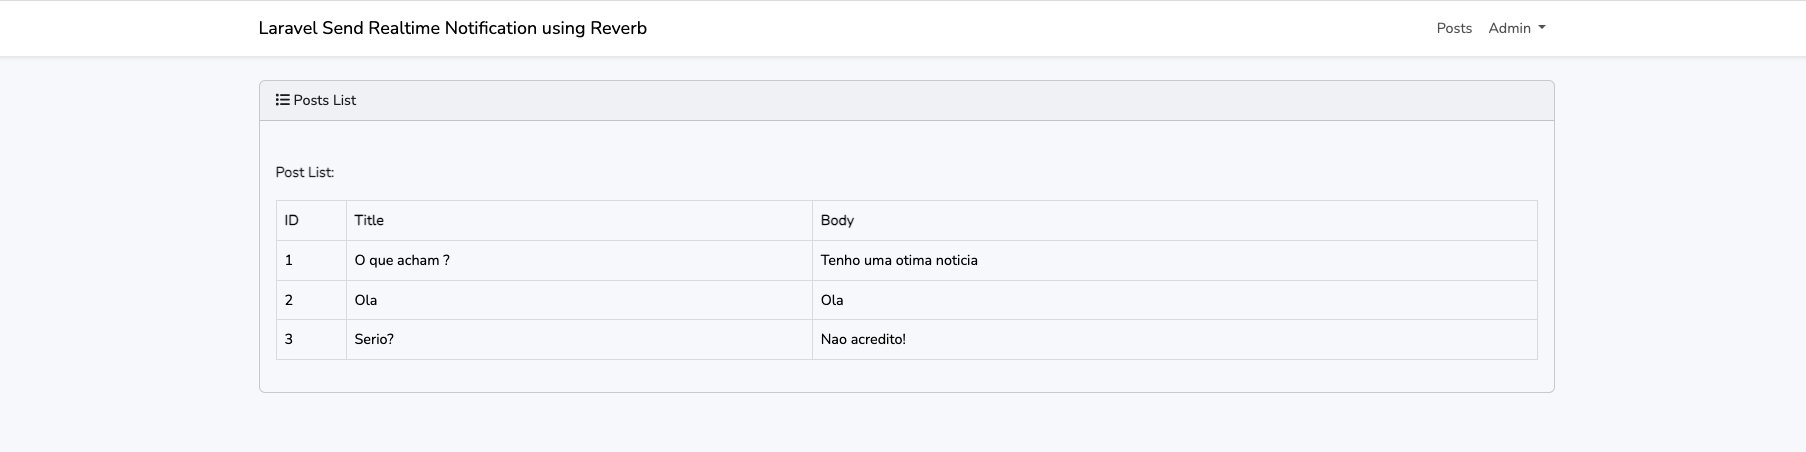 Laravel Send Realtime Notification using Reverb Posts Admin
Posts List
Post List:
ID Title Body
1 O que acham ? Tenho uma otima noticia
2 Ola Ola
3 Serio? Nao acredito!